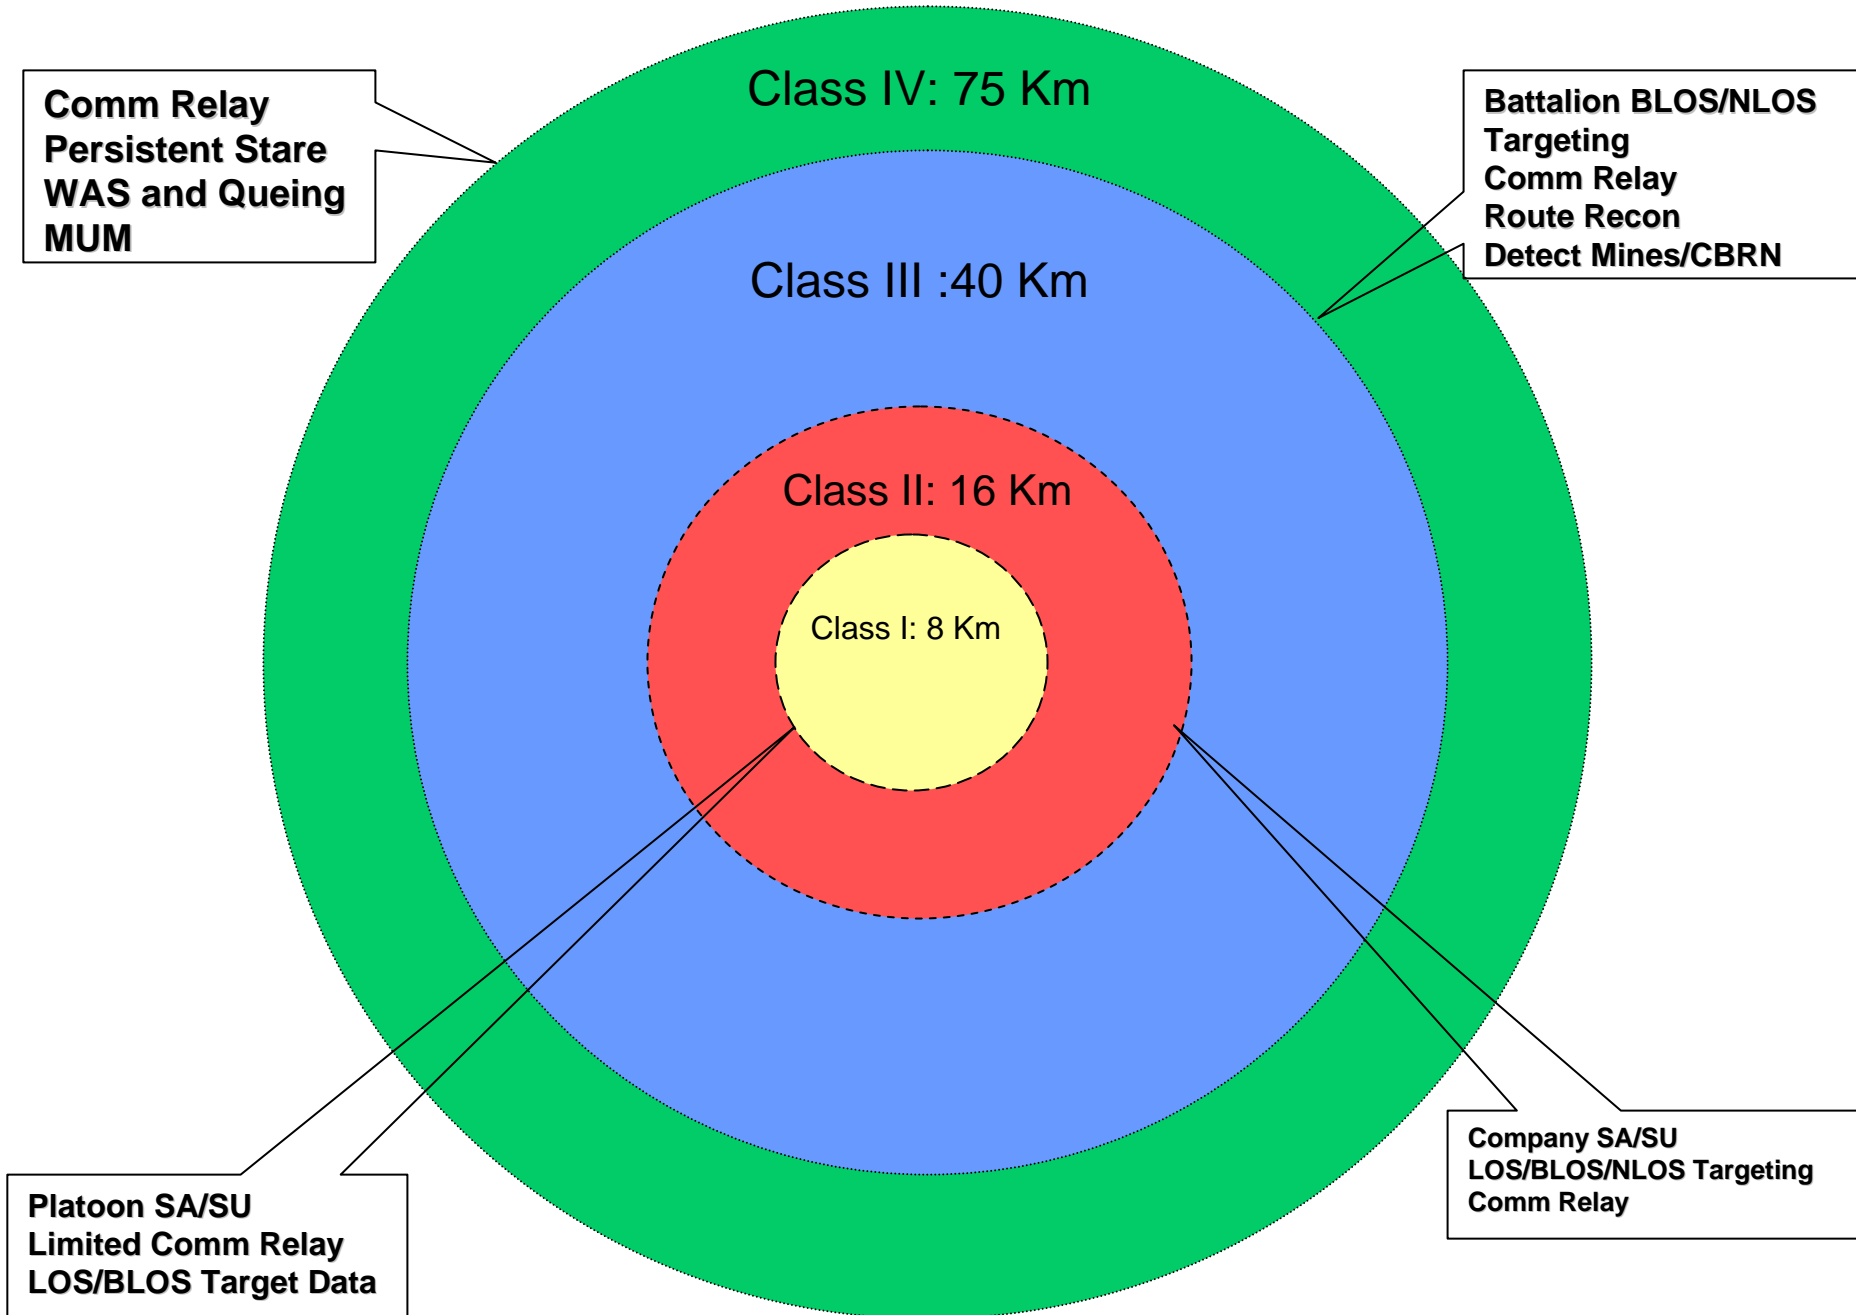 Class IV: 75 Km
Comm Relay
Persistent Stare
WAS and Queing
MUM
Battalion BLOS/NLOS
Targeting
Comm Relay
Route Recon
Detect Mines/CBRN
Class III :40 Km
Class II: 16 Km
Class I: 8 Km
Platoon SA/SU
Limited Comm Relay
LOS/BLOS Target Data
Company SA/SU
LOS/BLOS/NLOS Targeting
Comm Relay